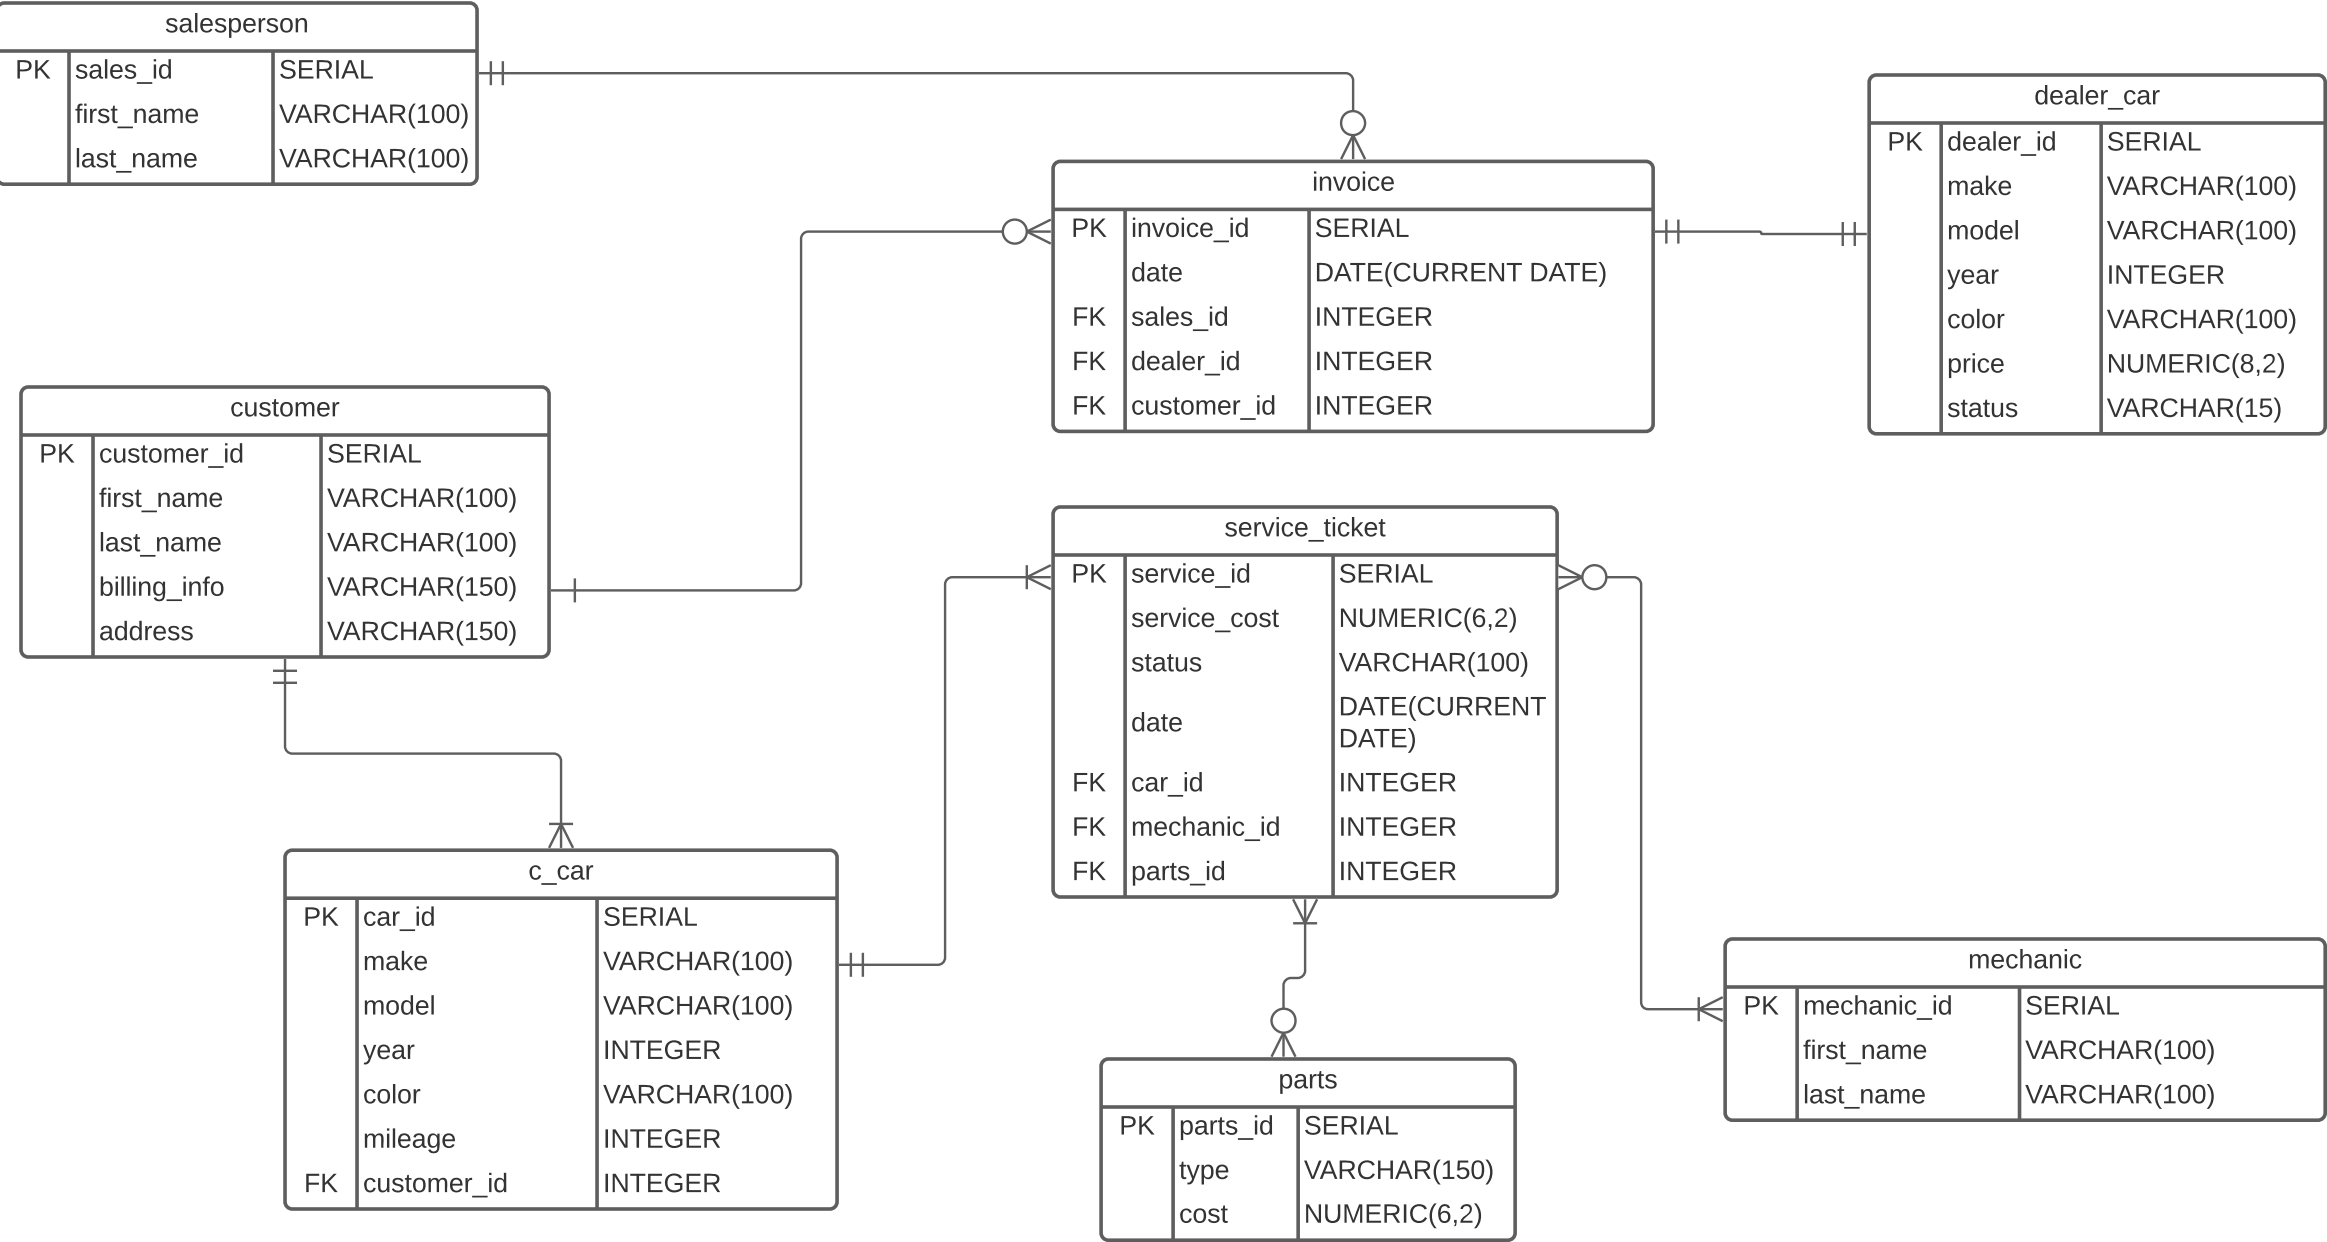 salesperson
PK sales_id SERIAL
first_name VARCHAR(100)
last_name VARCHAR(100)
dealer_car
PK dealer_id SERIAL
make VARCHAR(100)
model VARCHAR(100)
year INTEGER
color VARCHAR(100)
price NUMERIC(8,2)
status VARCHAR(15)
invoice
PK invoice_id SERIAL
date DATE(CURRENT DATE)
FK sales_id INTEGER
FK dealer_id INTEGER
FK customer_id INTEGER
customer
PK customer_id SERIAL
first_name VARCHAR(100)
last_name VARCHAR(100)
billing_info VARCHAR(150)
address VARCHAR(150)
service_ticket
PK service_id SERIAL
service_cost NUMERIC(6,2)
status VARCHAR(100)
date DATE(CURRENT
DATE)
FK car_id INTEGER
FK mechanic_id INTEGER
FK parts_id INTEGER
c_car
PK car_id SERIAL
make VARCHAR(100)
model VARCHAR(100)
year INTEGER
color VARCHAR(100)
mileage INTEGER
FK customer_id INTEGER
mechanic
PK mechanic_id SERIAL
first_name VARCHAR(100)
last_name VARCHAR(100)
parts
PK parts_id SERIAL
type VARCHAR(150)
cost NUMERIC(6,2)